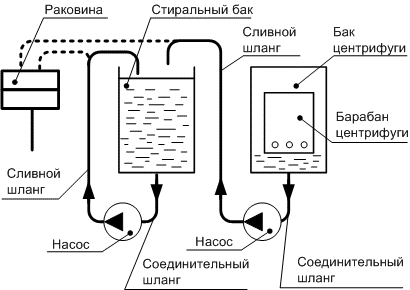 Раковина
Стиральный бак
Сливной
шланг
Бак
центрифуги
Барабан
центрифуги
Сливной
шланг
Насос
Насос
Соединительный
шланг
Соединительный
шланг